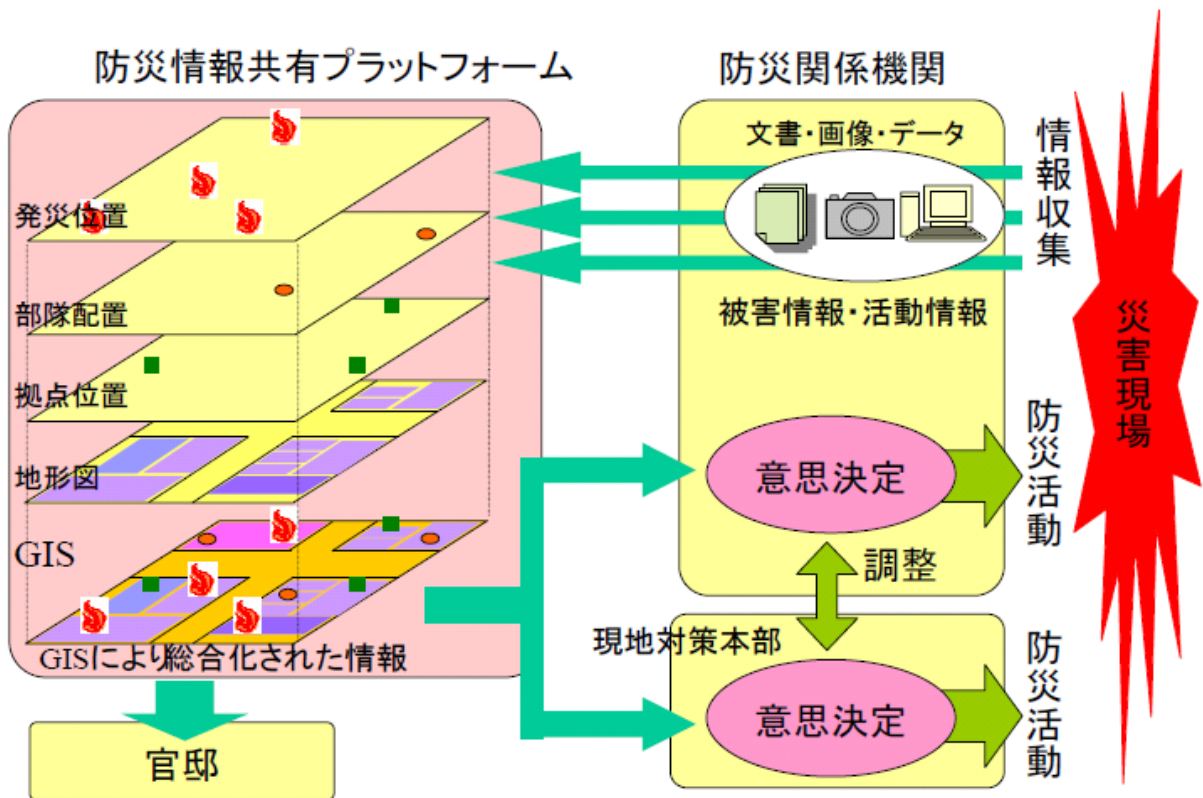 防災情報共有プラットフォーム
発災位置
部隊配置
拠点位置
地形図
GIS
GISにより総合化された情報
官邸
防災関係機関
文書・画像・データ
被害情報・活動情報
情報収集
意思決定
防災活動
調整
現地対策本部
意思決定
防災活動
災害現場